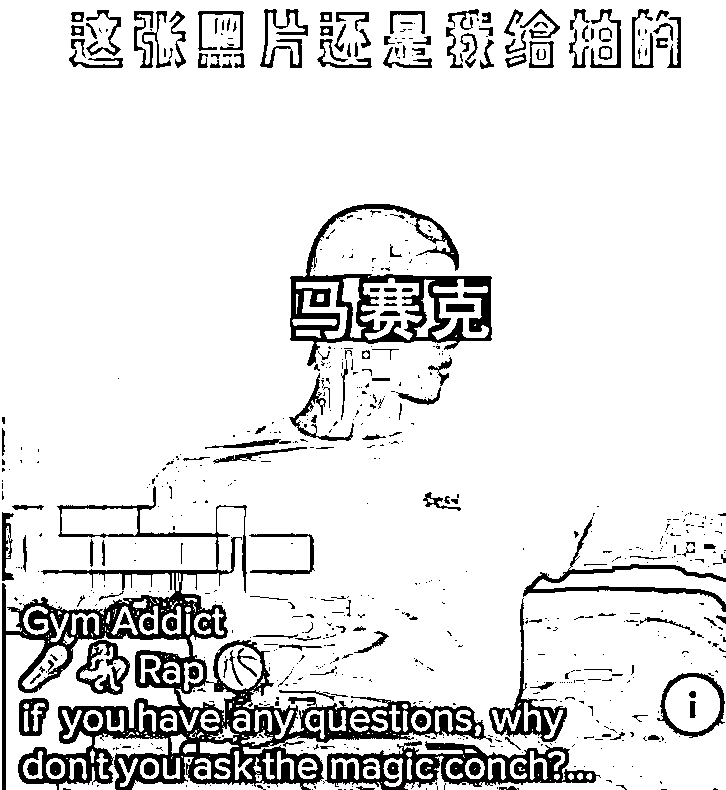 这张照片还是我给拍的
马赛克
Gym Addict
Rap
if you have any questions, why
don't you ask the magic conch?...